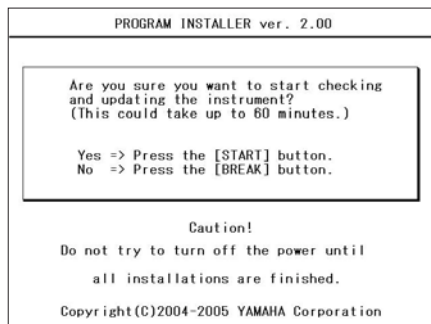 PROGRAM INSTALLER ver. 2.00
Are you sure you want to start checking
and updating the instrument?
(This could take up to 60 minutes.)
Yes => Press the [START] button.
No => Press the [BREAK] button.
Caution!
Do not try to turn off the power until
all installations are finished.
Copyright(C)2004-2005 YAMAHA Corporation